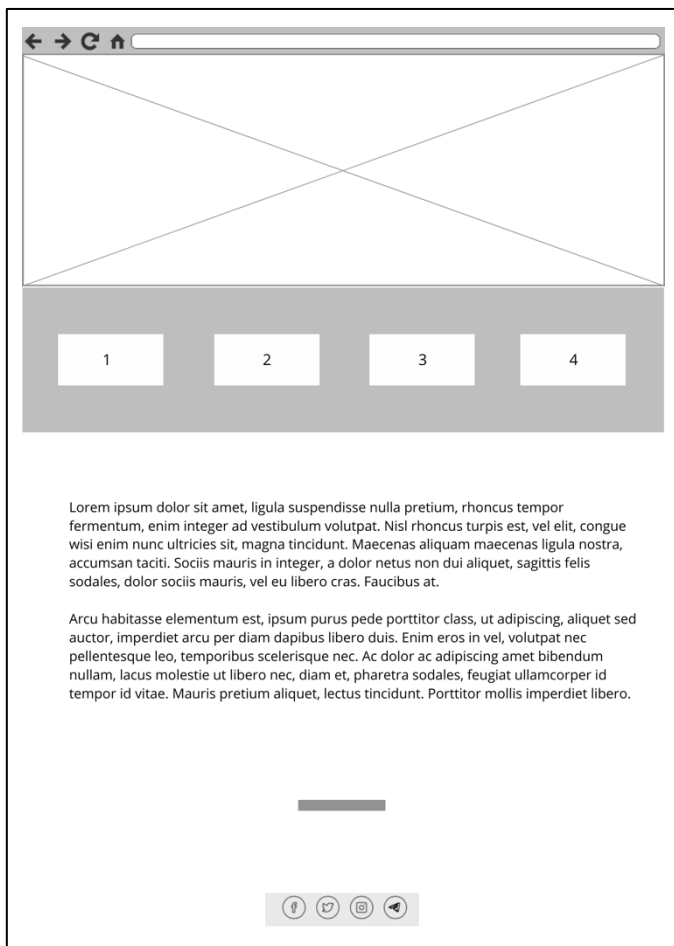 1
2
3
4
Lorem ipsum dolor sit amet, ligula suspendisse nulla pretium, rhoncus tempor
fermentum, enim integer ad vestibulum volutpat. Nisl rhoncus turpis est, vel elit, congue
wisi enim nunc ultricies sit, magna tincidunt. Maecenas aliquam maecenas ligula nostra,
accumsan taciti. Sociis mauris in integer, a dolor netus non dui aliquet, sagittis felis
sodales, dolor sociis mauris, vel eu libero cras. Faucibus at.
Arcu habitasse elementum est, ipsum purus pede porttitor class, ut adipiscing, aliquet sed
auctor, imperdiet arcu per diam dapibus libero duis. Enim eros in vel, volutpat nec
pellentesque leo, temporibus scelerisque nec. Ac dolor ac adipiscing amet bibendum
nullam, lacus molestie ut libero nec, diam et, pharetra sodales, feugiat ullamcorper id
tempor id vitae. Mauris pretium aliquet, lectus tincidunt. Porttitor mollis imperdiet libero.